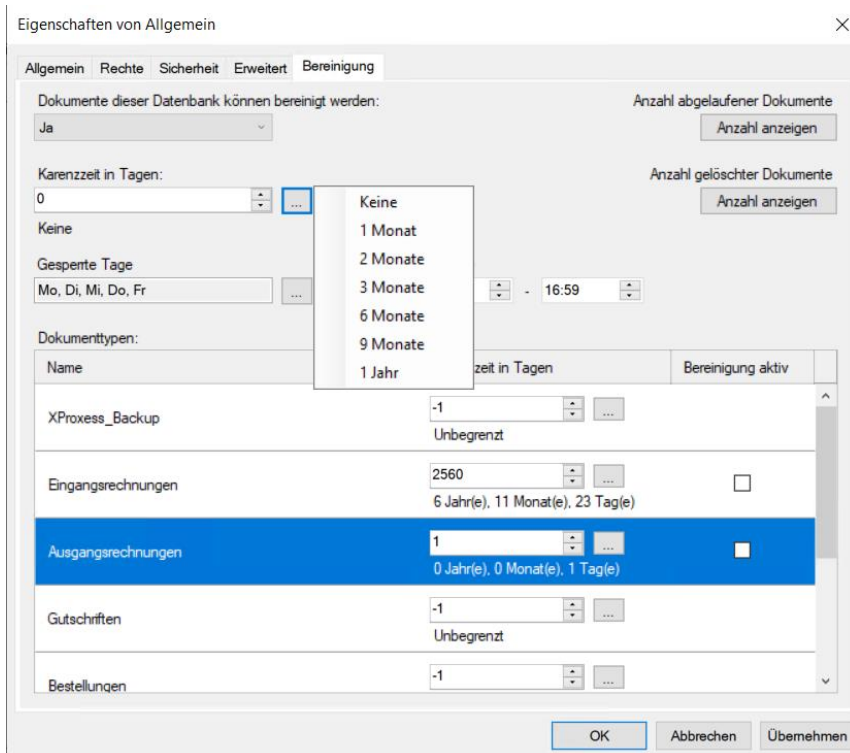 Eigenschaften von Allgemein
Allgemein Rechte Sicherheit Erweitert Bereinigung
Dokumente dieser Datenbank können bereinigt werden:
Anzahl abgelaufener Dokumente
Ja
Anzahl anzeigen
Karenzzeit in Tagen:
Anzahl gelöschter Dokumente
0
...
Anzahl anzeigen
Keine
Keine
1 Monat
2 Monate
3 Monate
6 Monate
9 Monate
1 Jahr
Gesperrte Tage
Mo, Di, Mi, Do, Fr
...
- 16:59
Dokumenttypen:
Name
zeit in Tagen
Bereinigung aktiv
XProxess_Backup
-1
...
Unbegrenzt
Eingangsrechnungen
2560
...
6 Jahr(e), 11 Monat(e), 23 Tag(e)
Ausgangsrechnungen
1
...
0 Jahr(e), 0 Monat(e), 1 Tag(e)
Gutschriften
-1
...
Unbegrenzt
Bestellungen
-1
...
OK Abbrechen Übernehmen